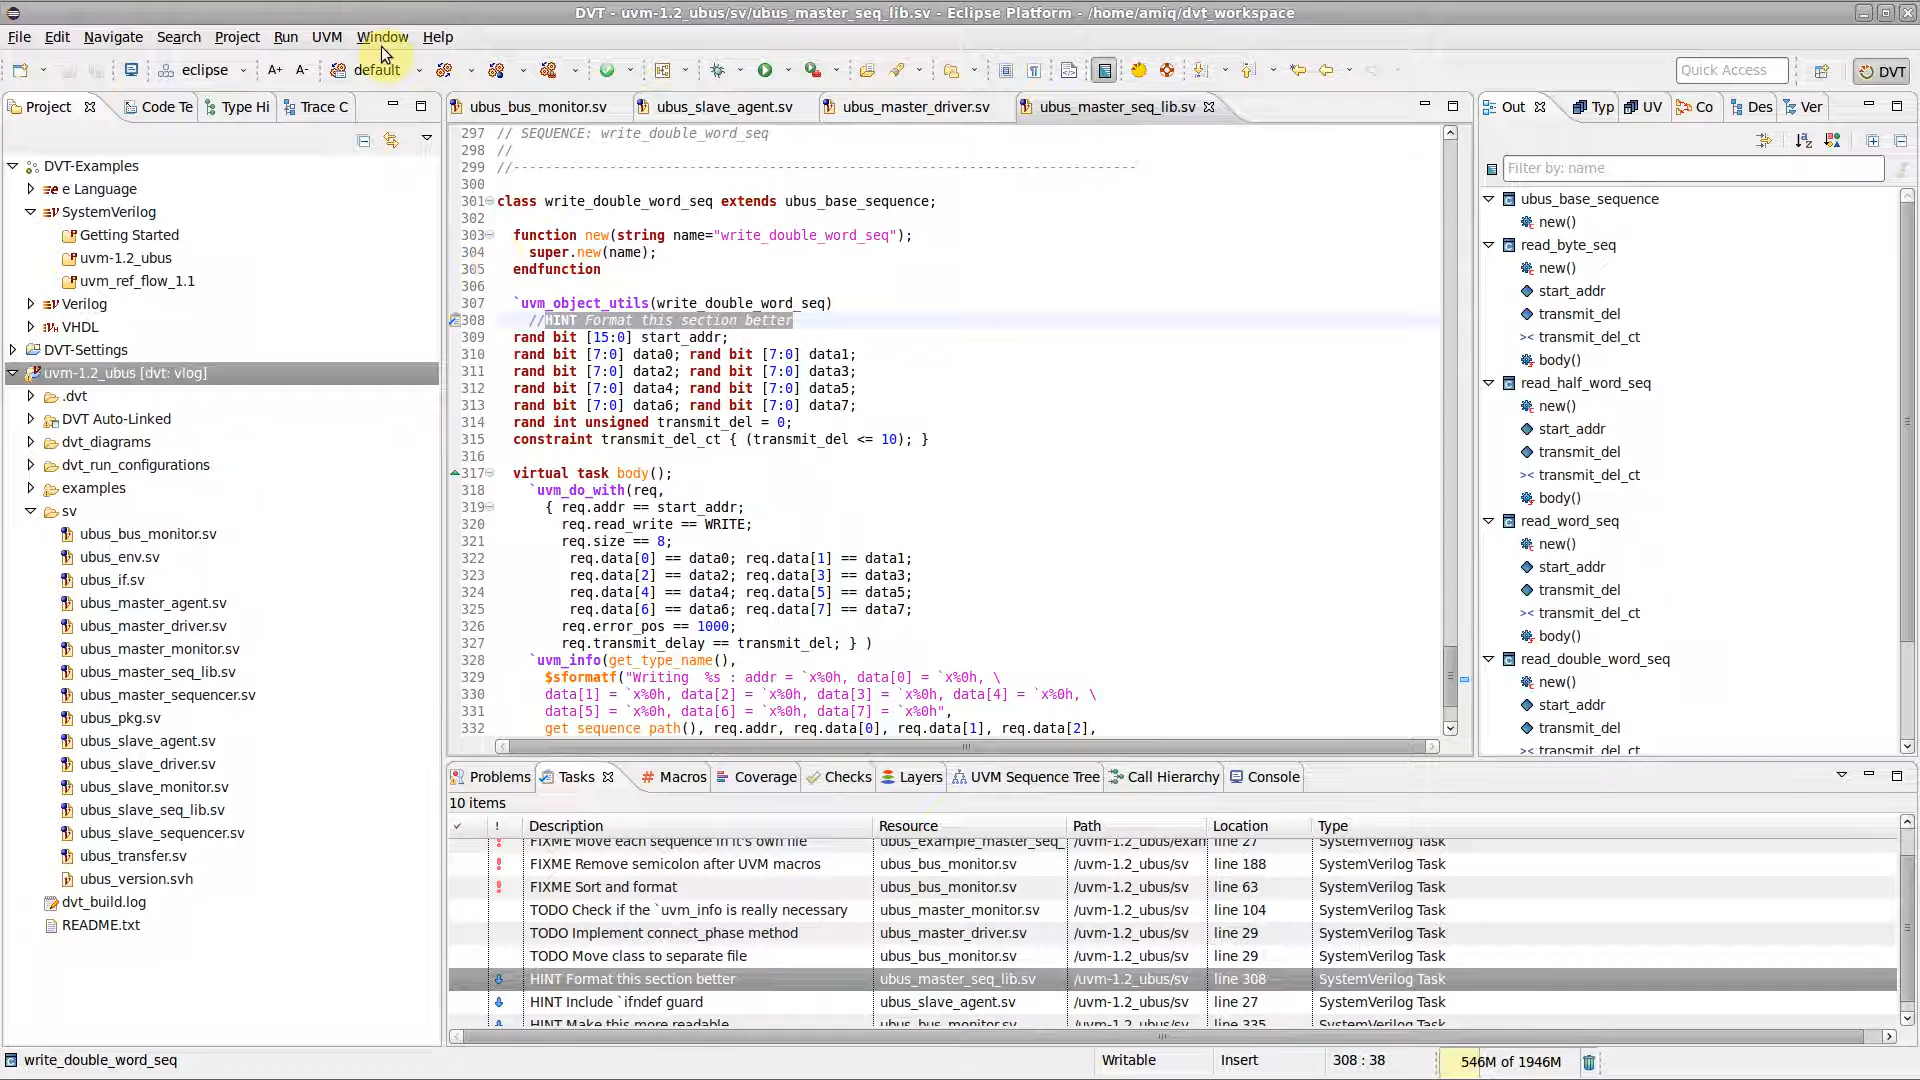 DVT - uvm-1.2_ubus/sv/ubus_master_seq_lib.sv - Eclipse Platform - /home/amiq/dvt_workspace
File Edit Navigate Search Project Run UVM Window Help
eclipse A+ A- default Quick Access DVT
Project Code Te Type Hi Trace C
DVT-Examples
e Language
SystemVerilog
Getting Started
uvm-1.2_ubus
uvm_ref_flow_1.1
Verilog
VHDL
DVT-Settings
uvm-1.2_ubus [dvt: vlog]
.dvt
DVT Auto-Linked
dvt_diagrams
dvt_run_configurations
examples
sv
ubus_bus_monitor.sv
ubus_env.sv
ubus_if.sv
ubus_master_agent.sv
ubus_master_driver.sv
ubus_master_monitor.sv
ubus_master_seq_lib.sv
ubus_master_sequencer.sv
ubus_pkg.sv
ubus_slave_agent.sv
ubus_slave_driver.sv
ubus_slave_monitor.sv
ubus_slave_seq_lib.sv
ubus_slave_sequencer.sv
ubus_transfer.sv
ubus_version.svh
dvt_build.log
README.txt
ubus_bus_monitor.sv ubus_slave_agent.sv ubus_master_driver.sv ubus_master_seq_lib.sv
297 // SEQUENCE: write_double_word_seq
298 //
299 //------------------------------------------------------------------------------
300
301 class write_double_word_seq extends ubus_base_sequence;
302
303 function new(string name="write_double_word_seq");
304 super.new(name);
305 endfunction
306
307 `uvm_object_utils(write_double_word_seq)
308 //HINT Format this section better
309 rand bit [15:0] start_addr;
310 rand bit [7:0] data0; rand bit [7:0] data1;
311 rand bit [7:0] data2; rand bit [7:0] data3;
312 rand bit [7:0] data4; rand bit [7:0] data5;
313 rand bit [7:0] data6; rand bit [7:0] data7;
314 rand int unsigned transmit_del = 0;
315 constraint transmit_del_ct { (transmit_del <= 10); }
316
317 virtual task body();
318 `uvm_do_with(req,
319 { req.addr == start_addr;
320 req.read_write == WRITE;
321 req.size == 8;
322 req.data[0] == data0; req.data[1] == data1;
323 req.data[2] == data2; req.data[3] == data3;
324 req.data[4] == data4; req.data[5] == data5;
325 req.data[6] == data6; req.data[7] == data7;
326 req.error_pos == 1000;
327 req.transmit_delay == transmit_del; } )
328 `uvm_info(get_type_name(),
329 $sformatf("Writing  %s : addr = `x%0h, data[0] = `x%0h, \
330 data[1] = `x%0h, data[2] = `x%0h, data[3] = `x%0h, data[4] = `x%0h, \
331 data[5] = `x%0h, data[6] = `x%0h, data[7] = `x%0h",
332 get_sequence_path(), req.addr, req.data[0], req.data[1], req.data[2],
Out Typ UV Co Des Ver
Filter by: name
ubus_base_sequence
new()
read_byte_seq
new()
start_addr
transmit_del
transmit_del_ct
body()
read_half_word_seq
new()
start_addr
transmit_del
transmit_del_ct
body()
read_word_seq
new()
start_addr
transmit_del
transmit_del_ct
body()
read_double_word_seq
new()
start_addr
transmit_del
transmit_del_ct
Problems Tasks Macros Coverage Checks Layers UVM Sequence Tree Call Hierarchy Console
10 items
! Description Resource Path Location Type
FIXME Move each sequence in it's own file ubus_example_master_seq_ /uvm-1.2_ubus/exam line 27 SystemVerilog Task
FIXME Remove semicolon after UVM macros ubus_bus_monitor.sv /uvm-1.2_ubus/sv line 188 SystemVerilog Task
FIXME Sort and format ubus_bus_monitor.sv /uvm-1.2_ubus/sv line 63 SystemVerilog Task
TODO Check if the `uvm_info is really necessary ubus_master_monitor.sv /uvm-1.2_ubus/sv line 104 SystemVerilog Task
TODO Implement connect_phase method ubus_master_driver.sv /uvm-1.2_ubus/sv line 29 SystemVerilog Task
TODO Move class to separate file ubus_bus_monitor.sv /uvm-1.2_ubus/sv line 29 SystemVerilog Task
HINT Format this section better ubus_master_seq_lib.sv /uvm-1.2_ubus/sv line 308 SystemVerilog Task
HINT Include `ifndef guard ubus_slave_agent.sv /uvm-1.2_ubus/sv line 27 SystemVerilog Task
HINT Make this more readable ubus_bus_monitor.sv /uvm-1.2_ubus/sv line 335 SystemVerilog Task
write_double_word_seq Writable Insert 308 : 38 546M of 1946M